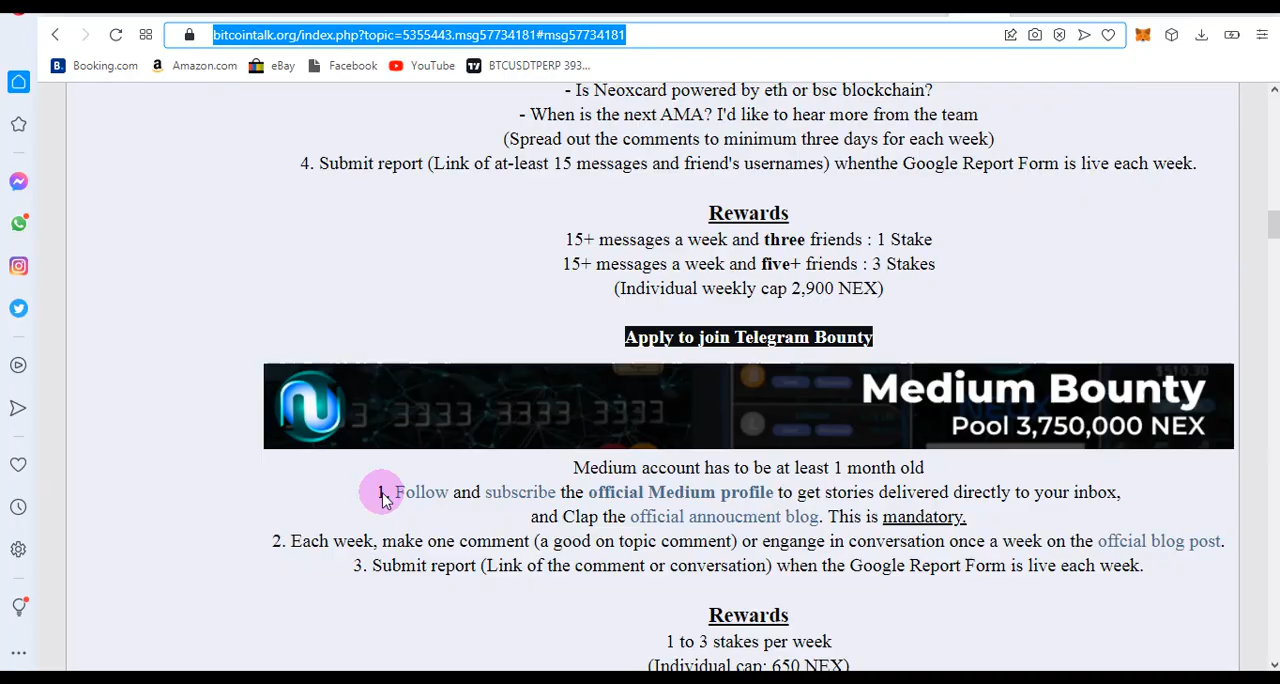 bitcointalk.org/index.php?topic=5355443.msg57734181#msg57734181
Booking.com Amazon.com eBay Facebook YouTube BTCUSDTPERP 393...
- Is Neoxcard powered by eth or bsc blockchain?
- When is the next AMA? I'd like to hear more from the team
(Spread out the comments to minimum three days for each week)
4. Submit report (Link of at-least 15 messages and friend's usernames) whenthe Google Report Form is live each week.
Rewards
15+ messages a week and three friends : 1 Stake
15+ messages a week and five+ friends : 3 Stakes
(Individual weekly cap 2,900 NEX)
Apply to join Telegram Bounty
Medium Bounty
3 3333 3333 3333
Pool 3,750,000 NEX
Medium account has to be at least 1 month old
1. Follow and subscribe the official Medium profile to get stories delivered directly to your inbox,
and Clap the official annoucment blog. This is mandatory.
2. Each week, make one comment (a good on topic comment) or engange in conversation once a week on the offcial blog post.
3. Submit report (Link of the comment or conversation) when the Google Report Form is live each week.
Rewards
1 to 3 stakes per week
(Individual cap: 650 NEX)